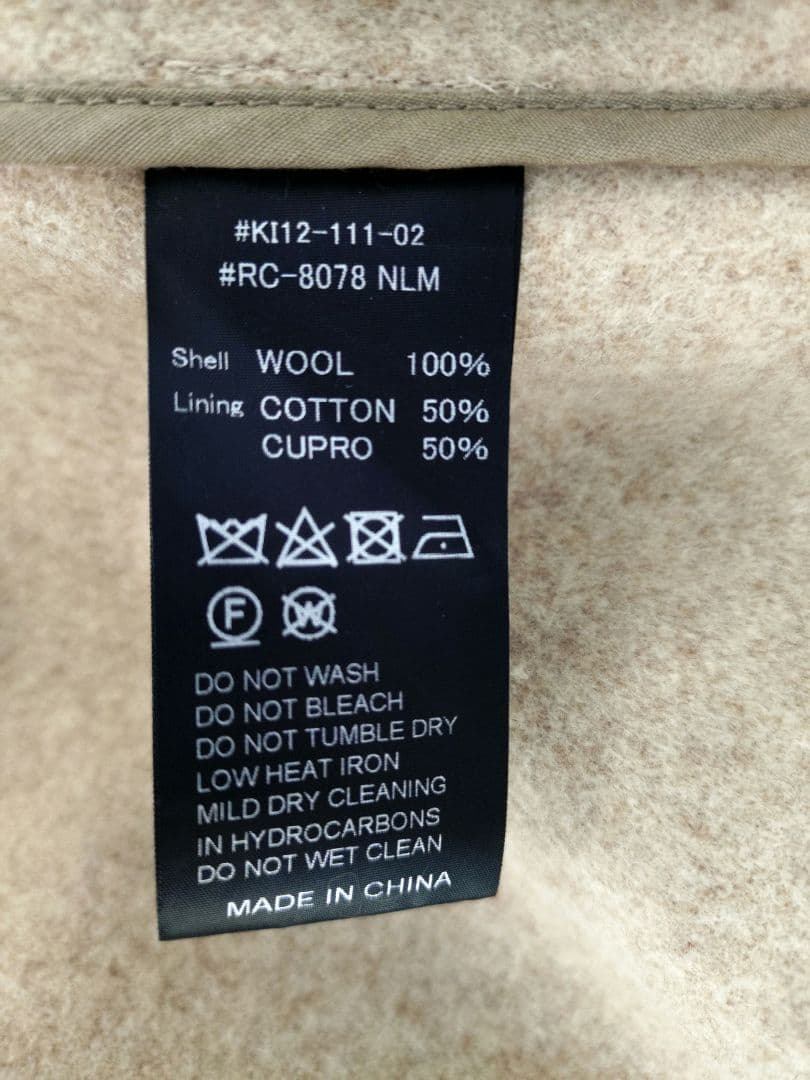 #KI12-111-02
#RC-8078 NLM
Shell WOOL 100%
Lining COTTON 50%
CUPRO 50%
F W
DO NOT WASH
DO NOT BLEACH
DO NOT TUMBLE DRY
LOW HEAT IRON
MILD DRY CLEANING
IN HYDROCARBONS
DO NOT WET CLEAN
MADE IN CHINA